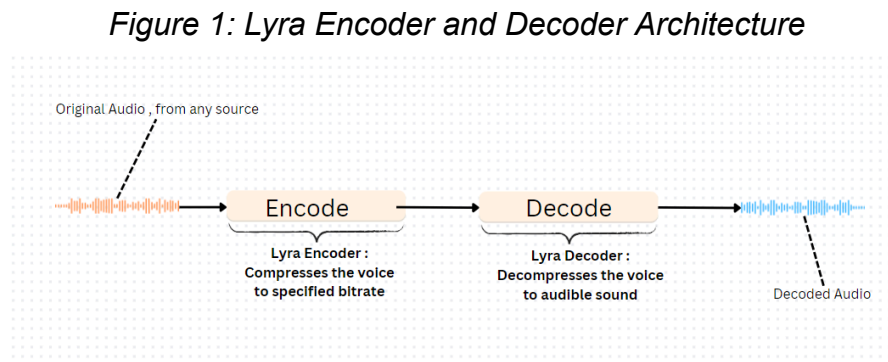 Figure 1: Lyra Encoder and Decoder Architecture
Original Audio , from any source
Encode
Decode
Lyra Encoder :
Compresses the voice
to specified bitrate
Lyra Decoder :
Decompresses the voice
to audible sound
Decoded Audio